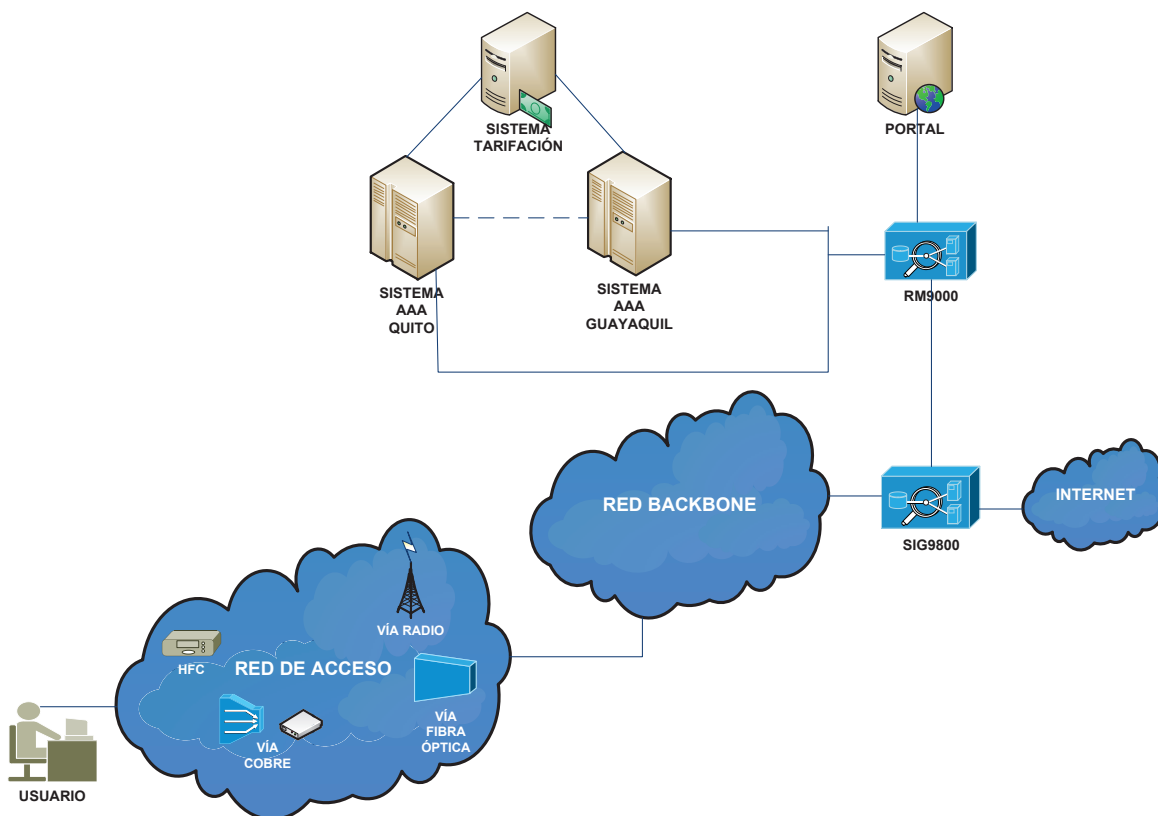 SISTEMA
TARIFACIÓN
PORTAL
SISTEMA
AAA
QUITO
SISTEMA
AAA
GUAYAQUIL
RM9000
RED BACKBONE
INTERNET
SIG9800
VÍA RADIO
HFC
RED DE ACCESO
VÍA
FIBRA
ÓPTICA
VÍA
COBRE
USUARIO